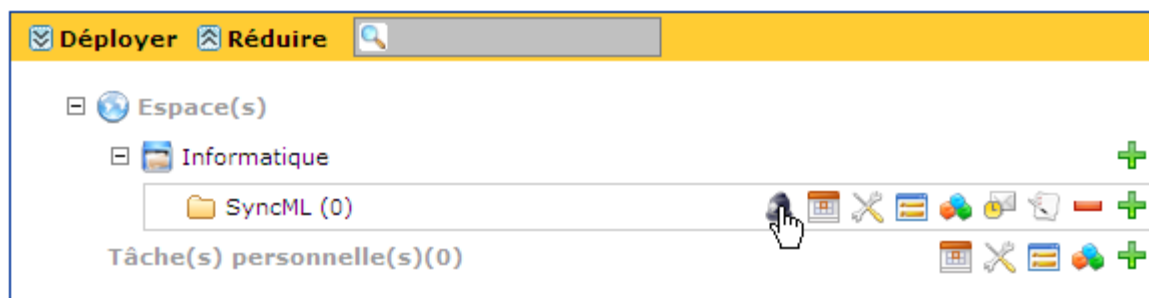 Déployer Réduire
Espace(s)
Informatique
SyncML (0)
Tâche(s) personnelle(s)(0)